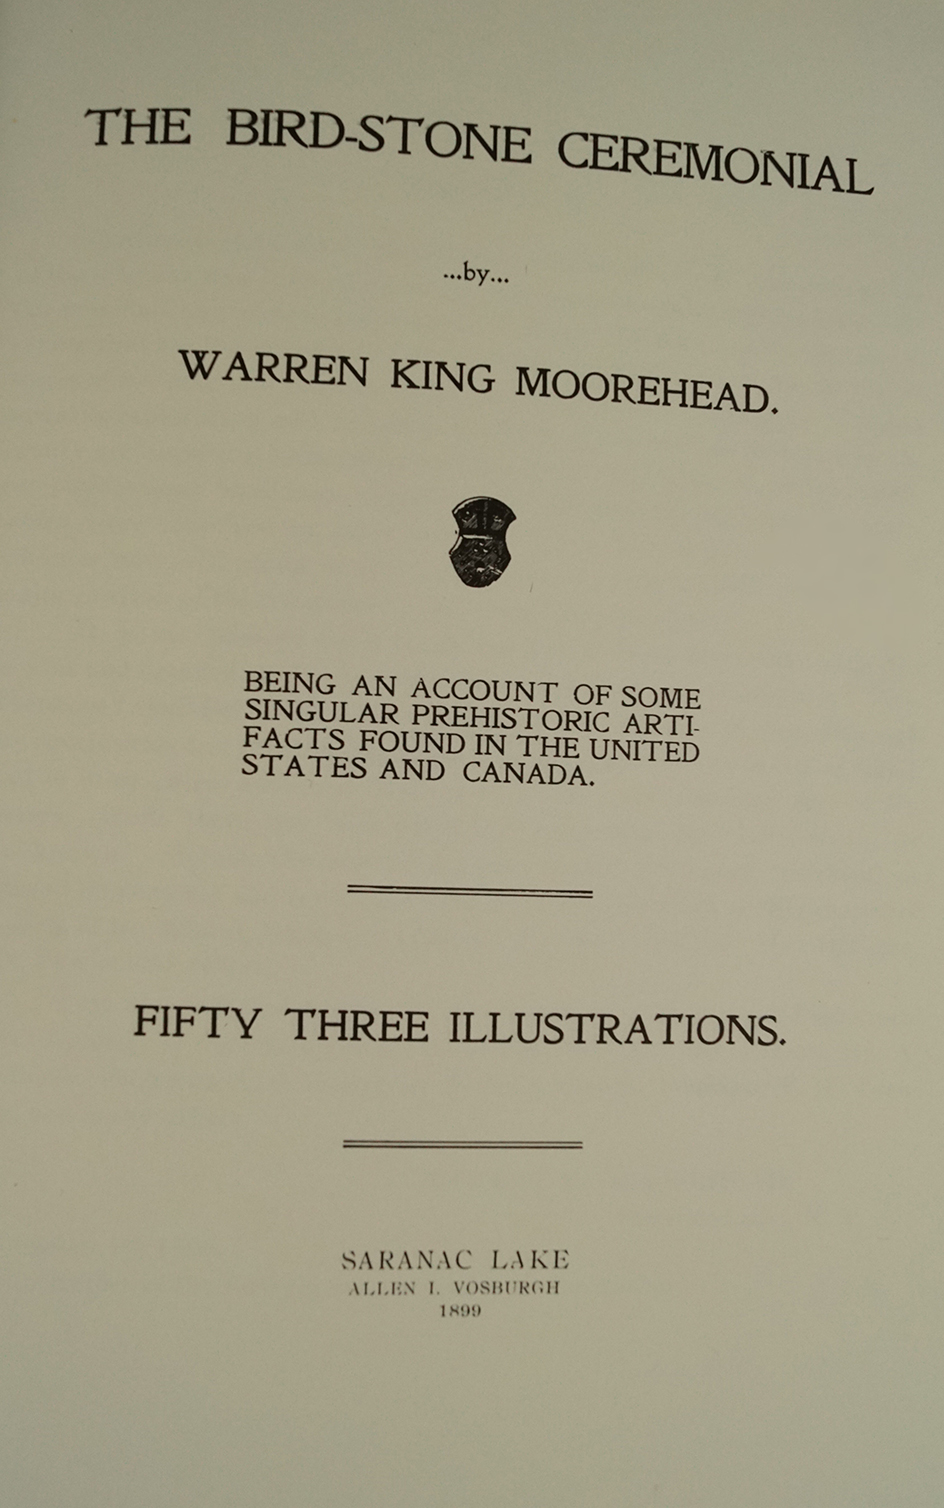 THE BIRD-STONE CEREMONIAL
...by...
WARREN KING MOOREHEAD.
BEING AN ACCOUNT OF SOME
SINGULAR PREHISTORIC ARTI-
FACTS FOUND IN THE UNITED
STATES AND CANADA.
FIFTY THREE ILLUSTRATIONS.
SARANAC LAKE
ALLEN I. VOSBURGH
1899